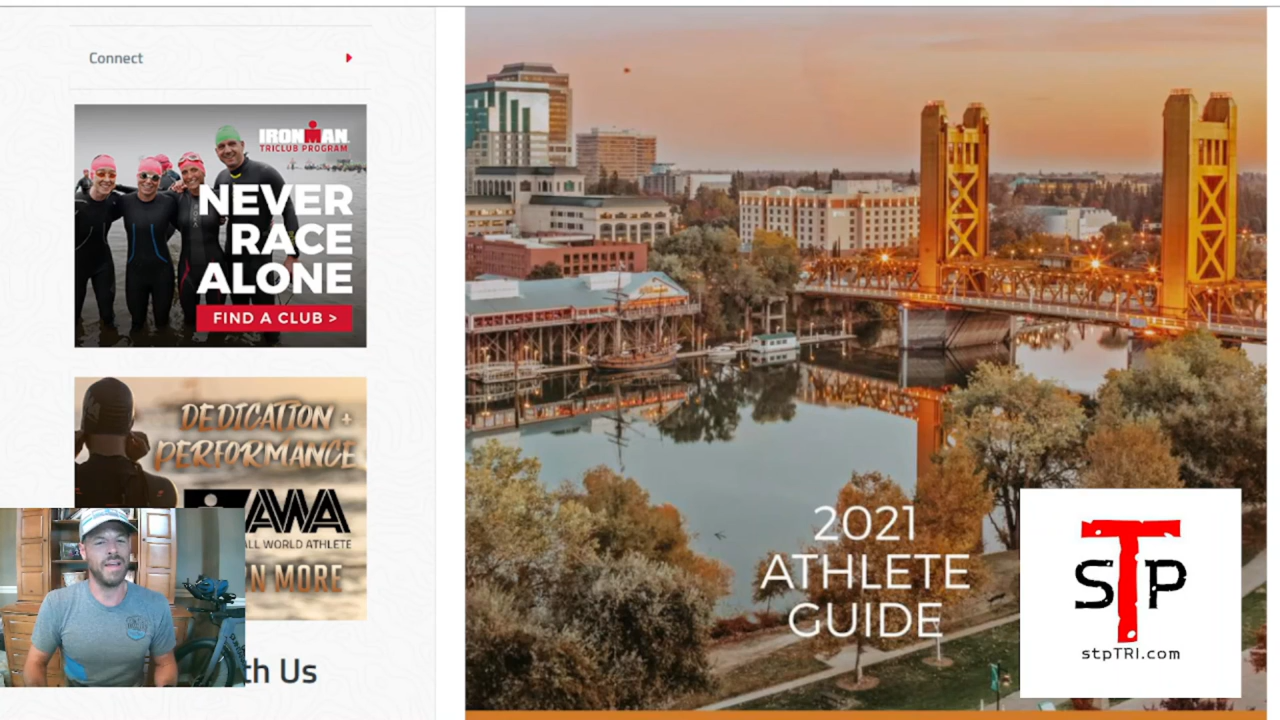 Connect
IRONMAN
TRICLUB PROGRAM
NEVER
RACE
ALONE
FIND A CLUB >
DEDICATION +
PERFORMANCE
AWA
ALL WORLD ATHLETE
N MORE
th Us
2021
ATHLETE
GUIDE
STP
stpTRI.com